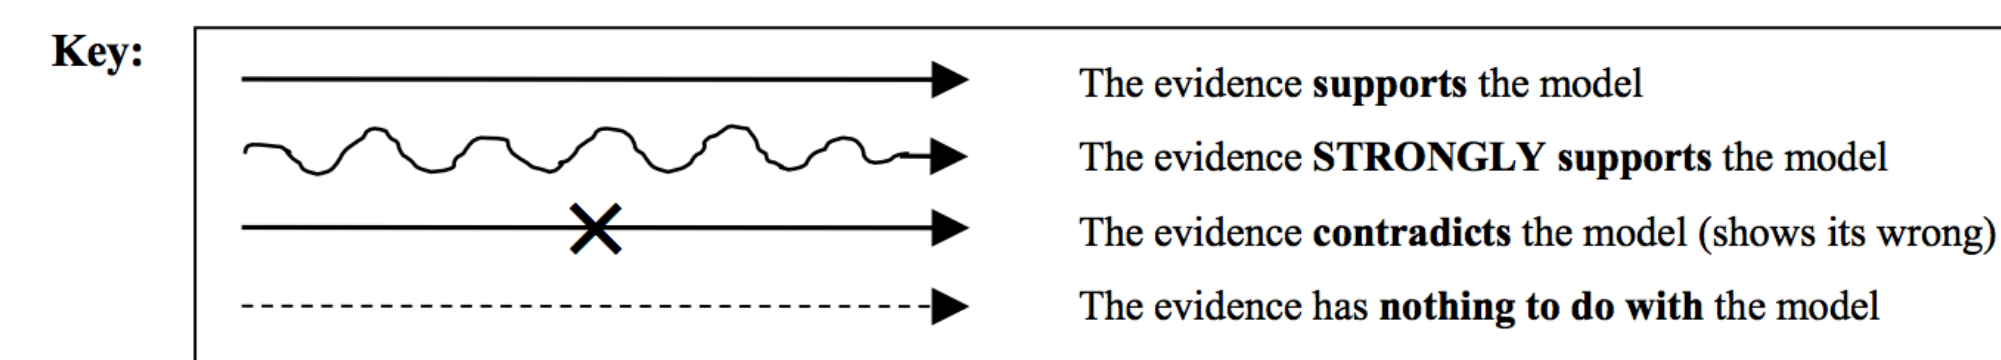 Key:
The evidence supports the model
The evidence STRONGLY supports the model
The evidence contradicts the model (shows its wrong)
The evidence has nothing to do with the model